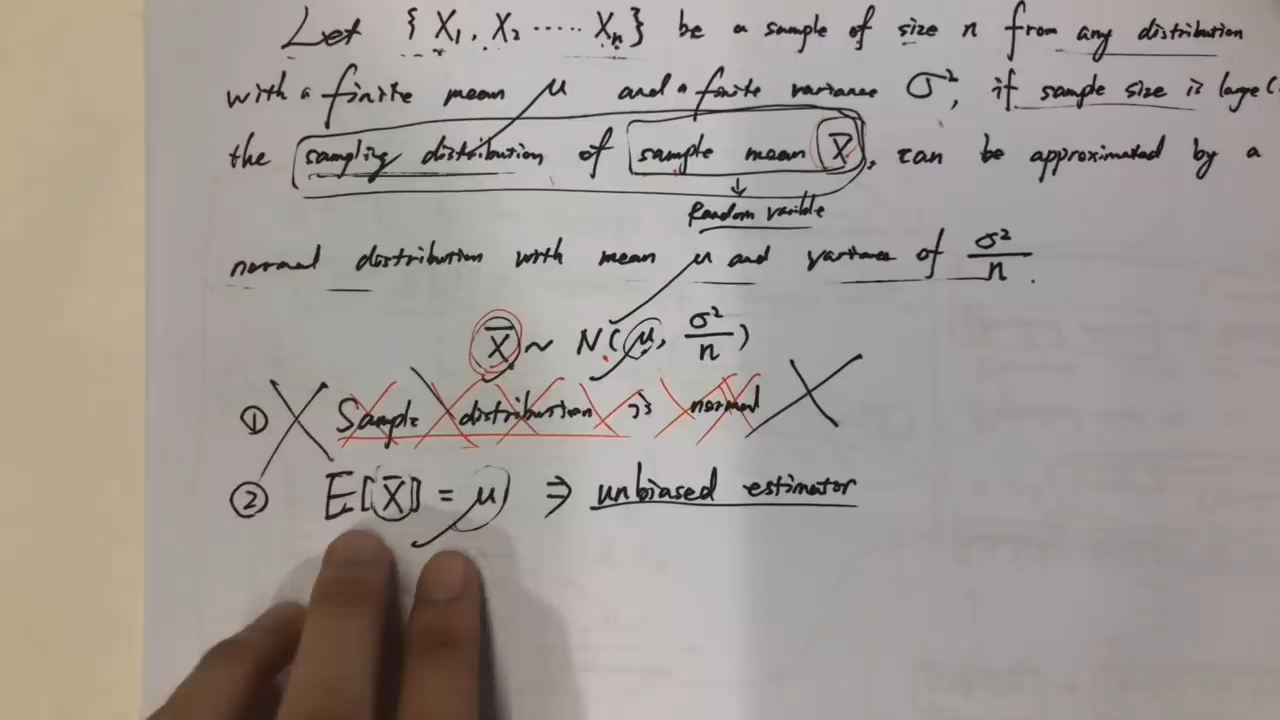 Let { X₁, X₂ ····· Xₙ } be a sample of size n from any distribution
with a finite mean μ and a finite variance σ², if sample size is large (
the sampling distribution of sample mean X̅, can be approximated by a
Random varible
normal distribution with mean μ and variance of σ²/n .
X̅ ~ N( μ, σ²/n )
① Sample distribution is normal
② E[X̅] = μ ⇒ unbiased estimator